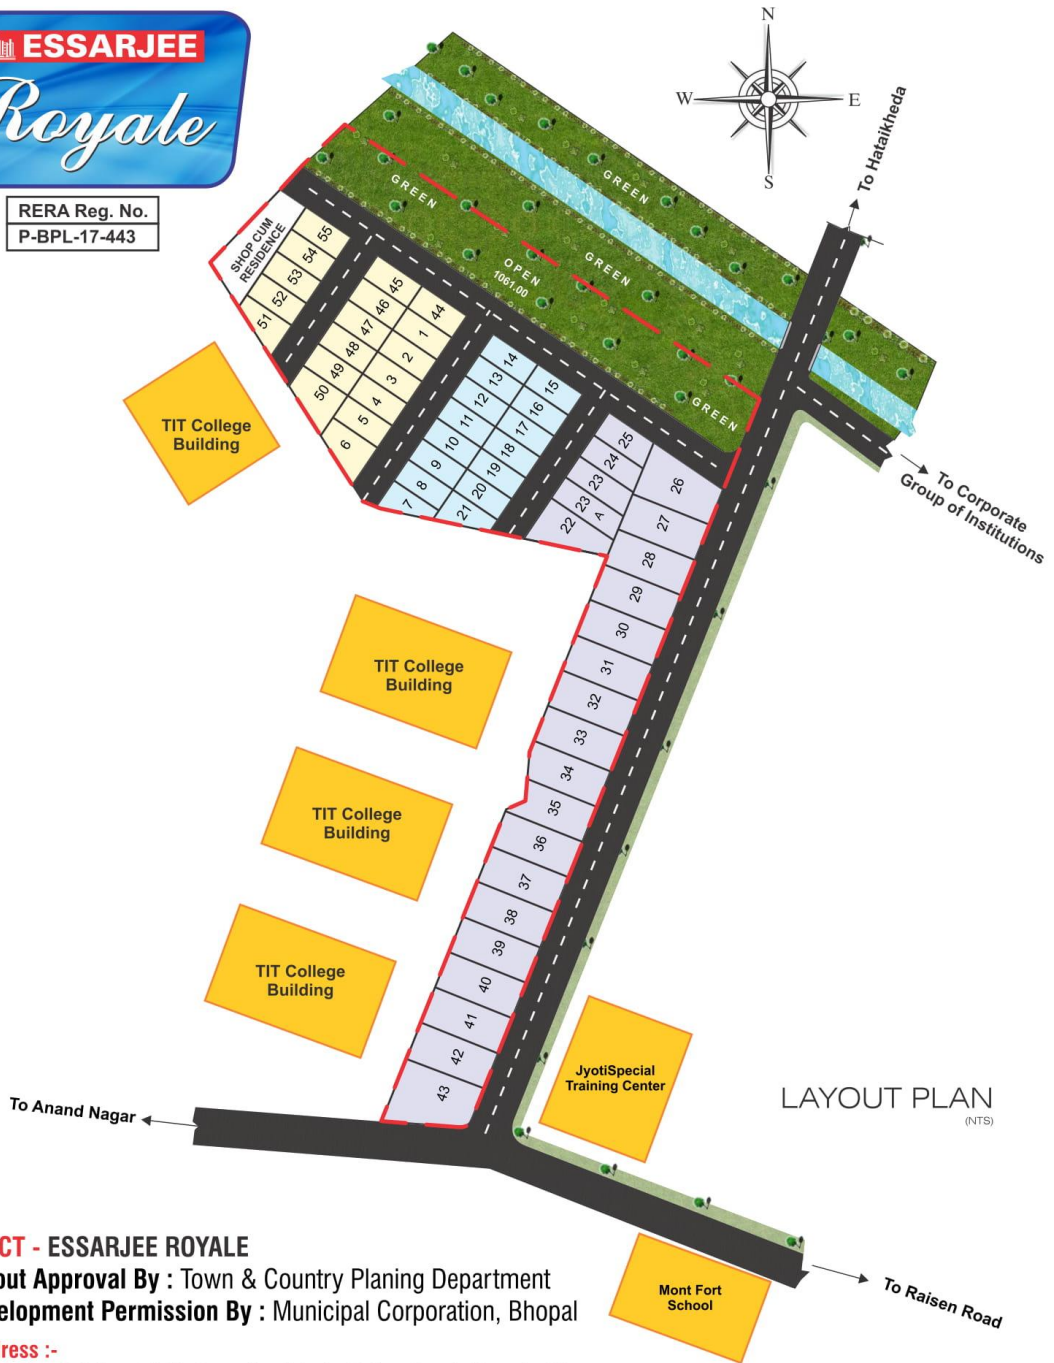 ESSARJEE
Royale
RERA Reg. No.
P-BPL-17-443
N
W
E
S
To Hataikheda
GREEN
GREEN
GREEN
OPEN
1061.00
GREEN
SHOP CUM
RESIDENCE
55
54
53
52
51
45
46
47
48
49
50
44
1
2
3
4
5
6
14
13
12
11
10
9
8
7
15
16
17
18
19
20
21
25
24
23
23
A
22
26
27
28
29
30
31
32
33
34
35
36
37
38
39
40
41
42
43
To Corporate
Group of Institutions
TIT College
Building
TIT College
Building
TIT College
Building
TIT College
Building
JyotiSpecial
Training Center
LAYOUT PLAN
(NTS)
To Anand Nagar
Mont Fort
School
To Raisen Road
CT - ESSARJEE ROYALE
out Approval By : Town & Country Planing Department
elopment Permission By : Municipal Corporation, Bhopal
ress :-